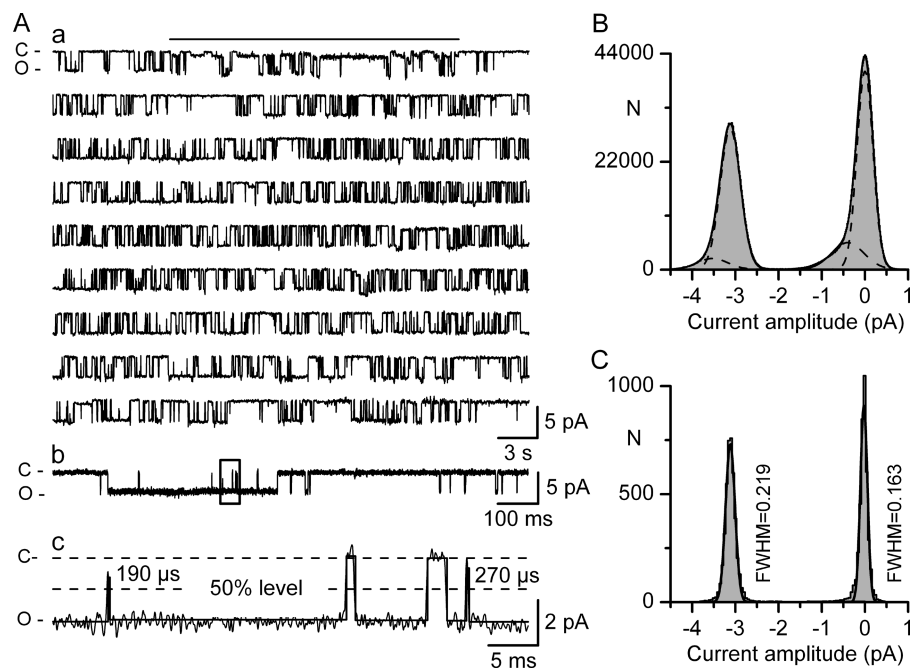 A
a
C -
O -
5 pA
3 s
b
C -
O -
5 pA
100 ms
c
C-
190 µs
50% level
270 µs
O -
2 pA
5 ms
B
44000
N
22000
0
-4 -3 -2 -1 0 1
Current amplitude (pA)
C
1000
N
500
0
FWHM=0.219
FWHM=0.163
-4 -3 -2 -1 0 1
Current amplitude (pA)